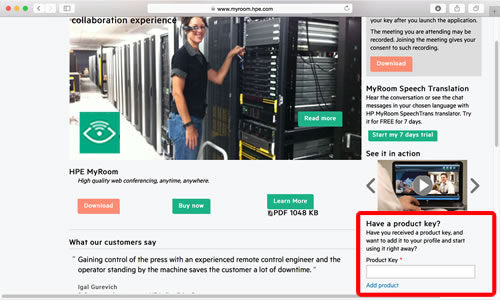 www.myroom.hpe.com
collaboration experience
Read more
HPE MyRoom
High quality web conferencing, anytime, anywhere.
Download
Buy now
Learn More
PDF 1048 KB
What our customers say
" Gaining control of the press with an experienced remote control engineer and the
operator standing by the machine saves the customer a lot of downtime. "
Igal Gurevich
your key after you launch the application.
The meeting you are attending may be
recorded. Joining the meeting gives your
consent to such recording.
Download
MyRoom Speech Translation
Hear the conversation or see the chat
messages in your chosen language with
HP MyRoom SpeechTrans translator. Try
it for FREE for 7 days.
Start my 7 days trial
See it in action
Have a product key?
Have you received a product key, and
want to add it to your profile and start
using it right away?
Product Key *
Add product